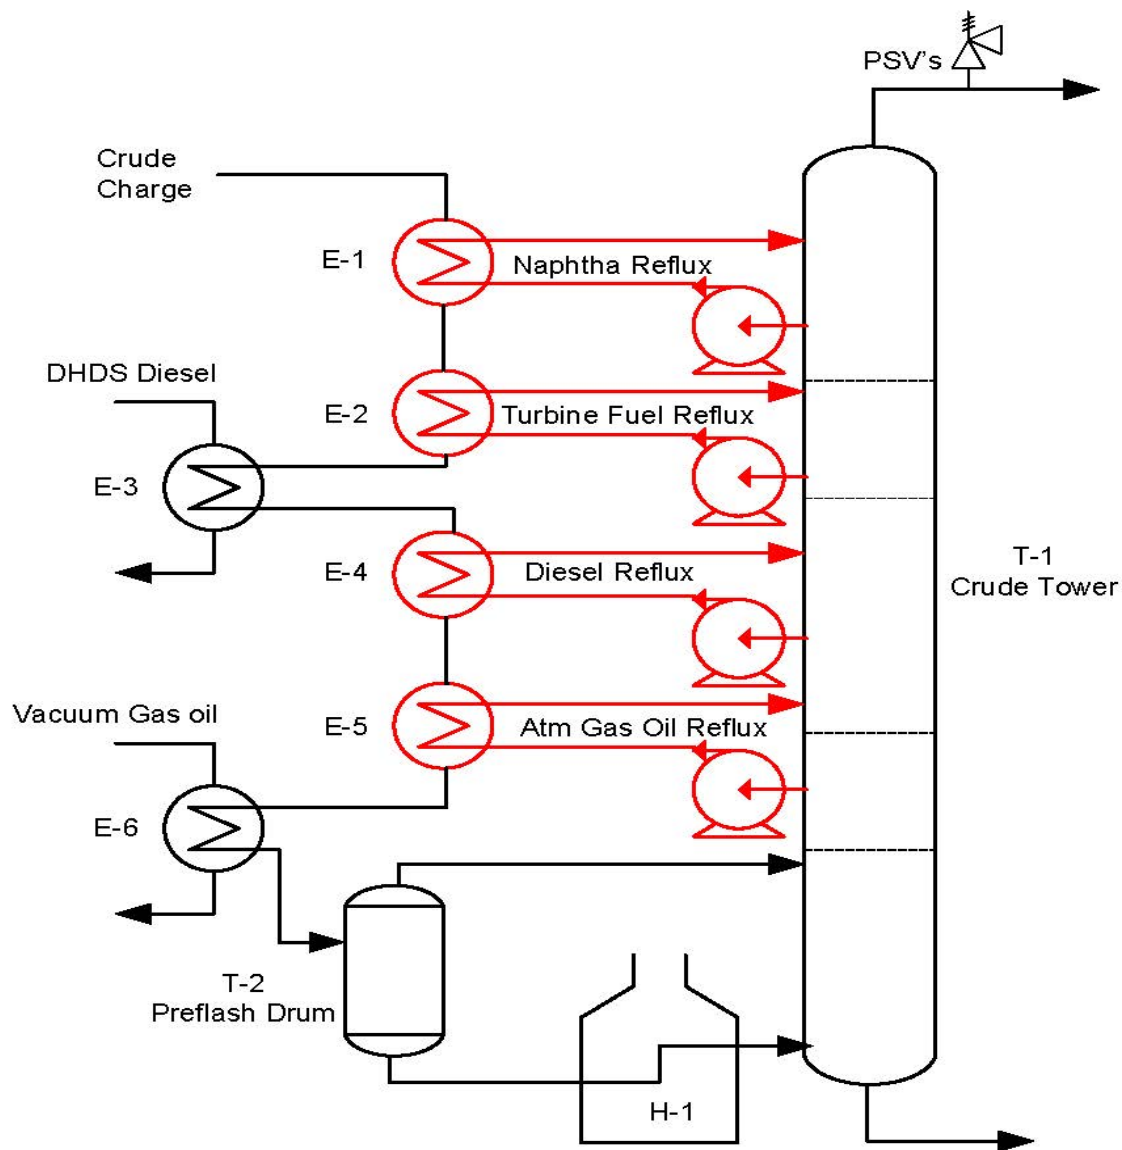 PSV's
Crude
Charge
E-1
Naphtha Reflux
DHDS Diesel
E-2
Turbine Fuel Reflux
E-3
E-4
Diesel Reflux
T-1
Crude Tower
Vacuum Gas oil
E-5
Atm Gas Oil Reflux
E-6
T-2
Preflash Drum
H-1